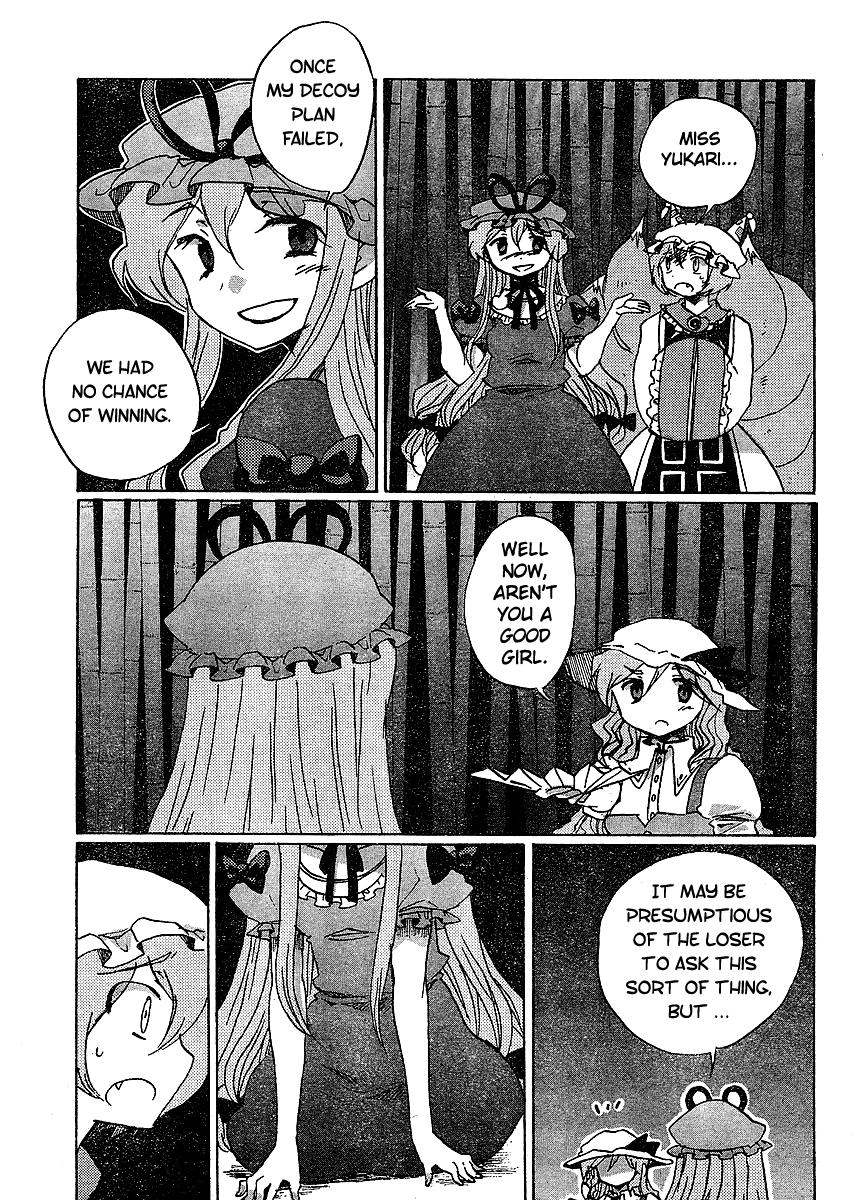 MISS
YUKARI...
ONCE
MY DECOY
PLAN
FAILED,
WE HAD
NO CHANCE
OF WINNING.
WELL
NOW,
AREN'T
YOU A
GOOD
GIRL.
IT MAY BE
PRESUMPTIOUS
OF THE LOSER
TO ASK THIS
SORT OF THING,
BUT ...